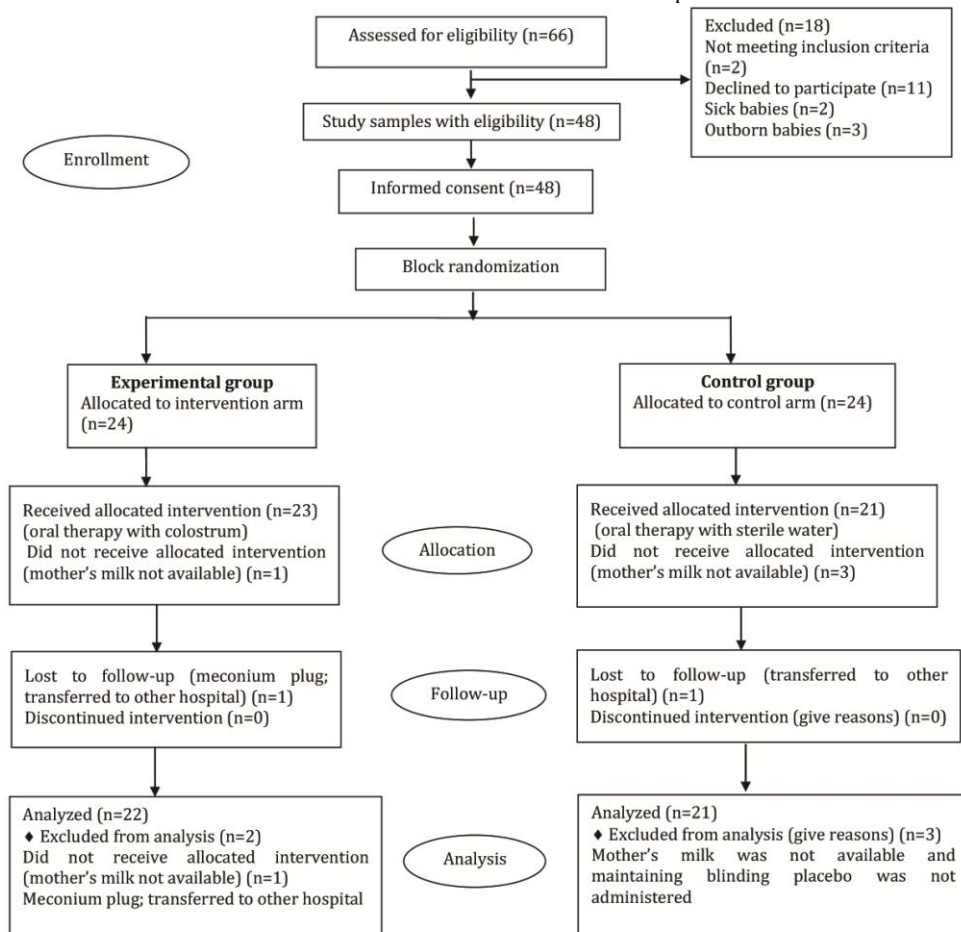 Assessed for eligibility (n=66)
Excluded (n=18)
Not meeting inclusion criteria
(n=2)
Declined to participate (n=11)
Sick babies (n=2)
Outborn babies (n=3)
Study samples with eligibility (n=48)
Enrollment
Informed consent (n=48)
Block randomization
Experimental group
Allocated to intervention arm
(n=24)
Control group
Allocated to control arm (n=24)
Received allocated intervention (n=23)
(oral therapy with colostrum)
Did not receive allocated intervention
(mother's milk not available) (n=1)
Allocation
Received allocated intervention (n=21)
(oral therapy with sterile water)
Did not receive allocated intervention
(mother's milk not available) (n=3)
Lost to follow-up (meconium plug;
transferred to other hospital) (n=1)
Discontinued intervention (n=0)
Follow-up
Lost to follow-up (transferred to other
hospital) (n=1)
Discontinued intervention (give reasons) (n=0)
Analyzed (n=22)
♦ Excluded from analysis (n=2)
Did not receive allocated intervention
(mother's milk not available) (n=1)
Meconium plug; transferred to other hospital
Analysis
Analyzed (n=21)
♦ Excluded from analysis (give reasons) (n=3)
Mother's milk was not available and
maintaining blinding placebo was not
administered